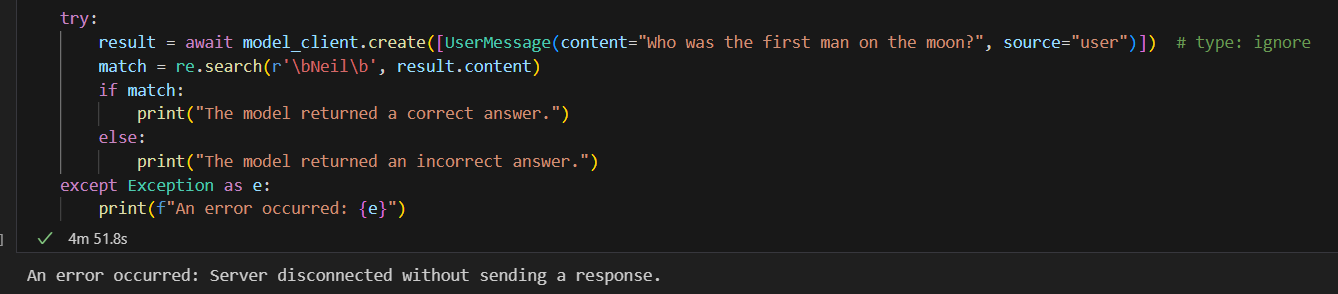 try:
    result = await model_client.create([UserMessage(content="Who was the first man on the moon?", source="user")])  # type: ignore
    match = re.search(r'\bNeil\b', result.content)
    if match:
        print("The model returned a correct answer.")
    else:
        print("The model returned an incorrect answer.")
except Exception as e:
    print(f"An error occurred: {e}")
] ✓ 4m 51.8s
An error occurred: Server disconnected without sending a response.